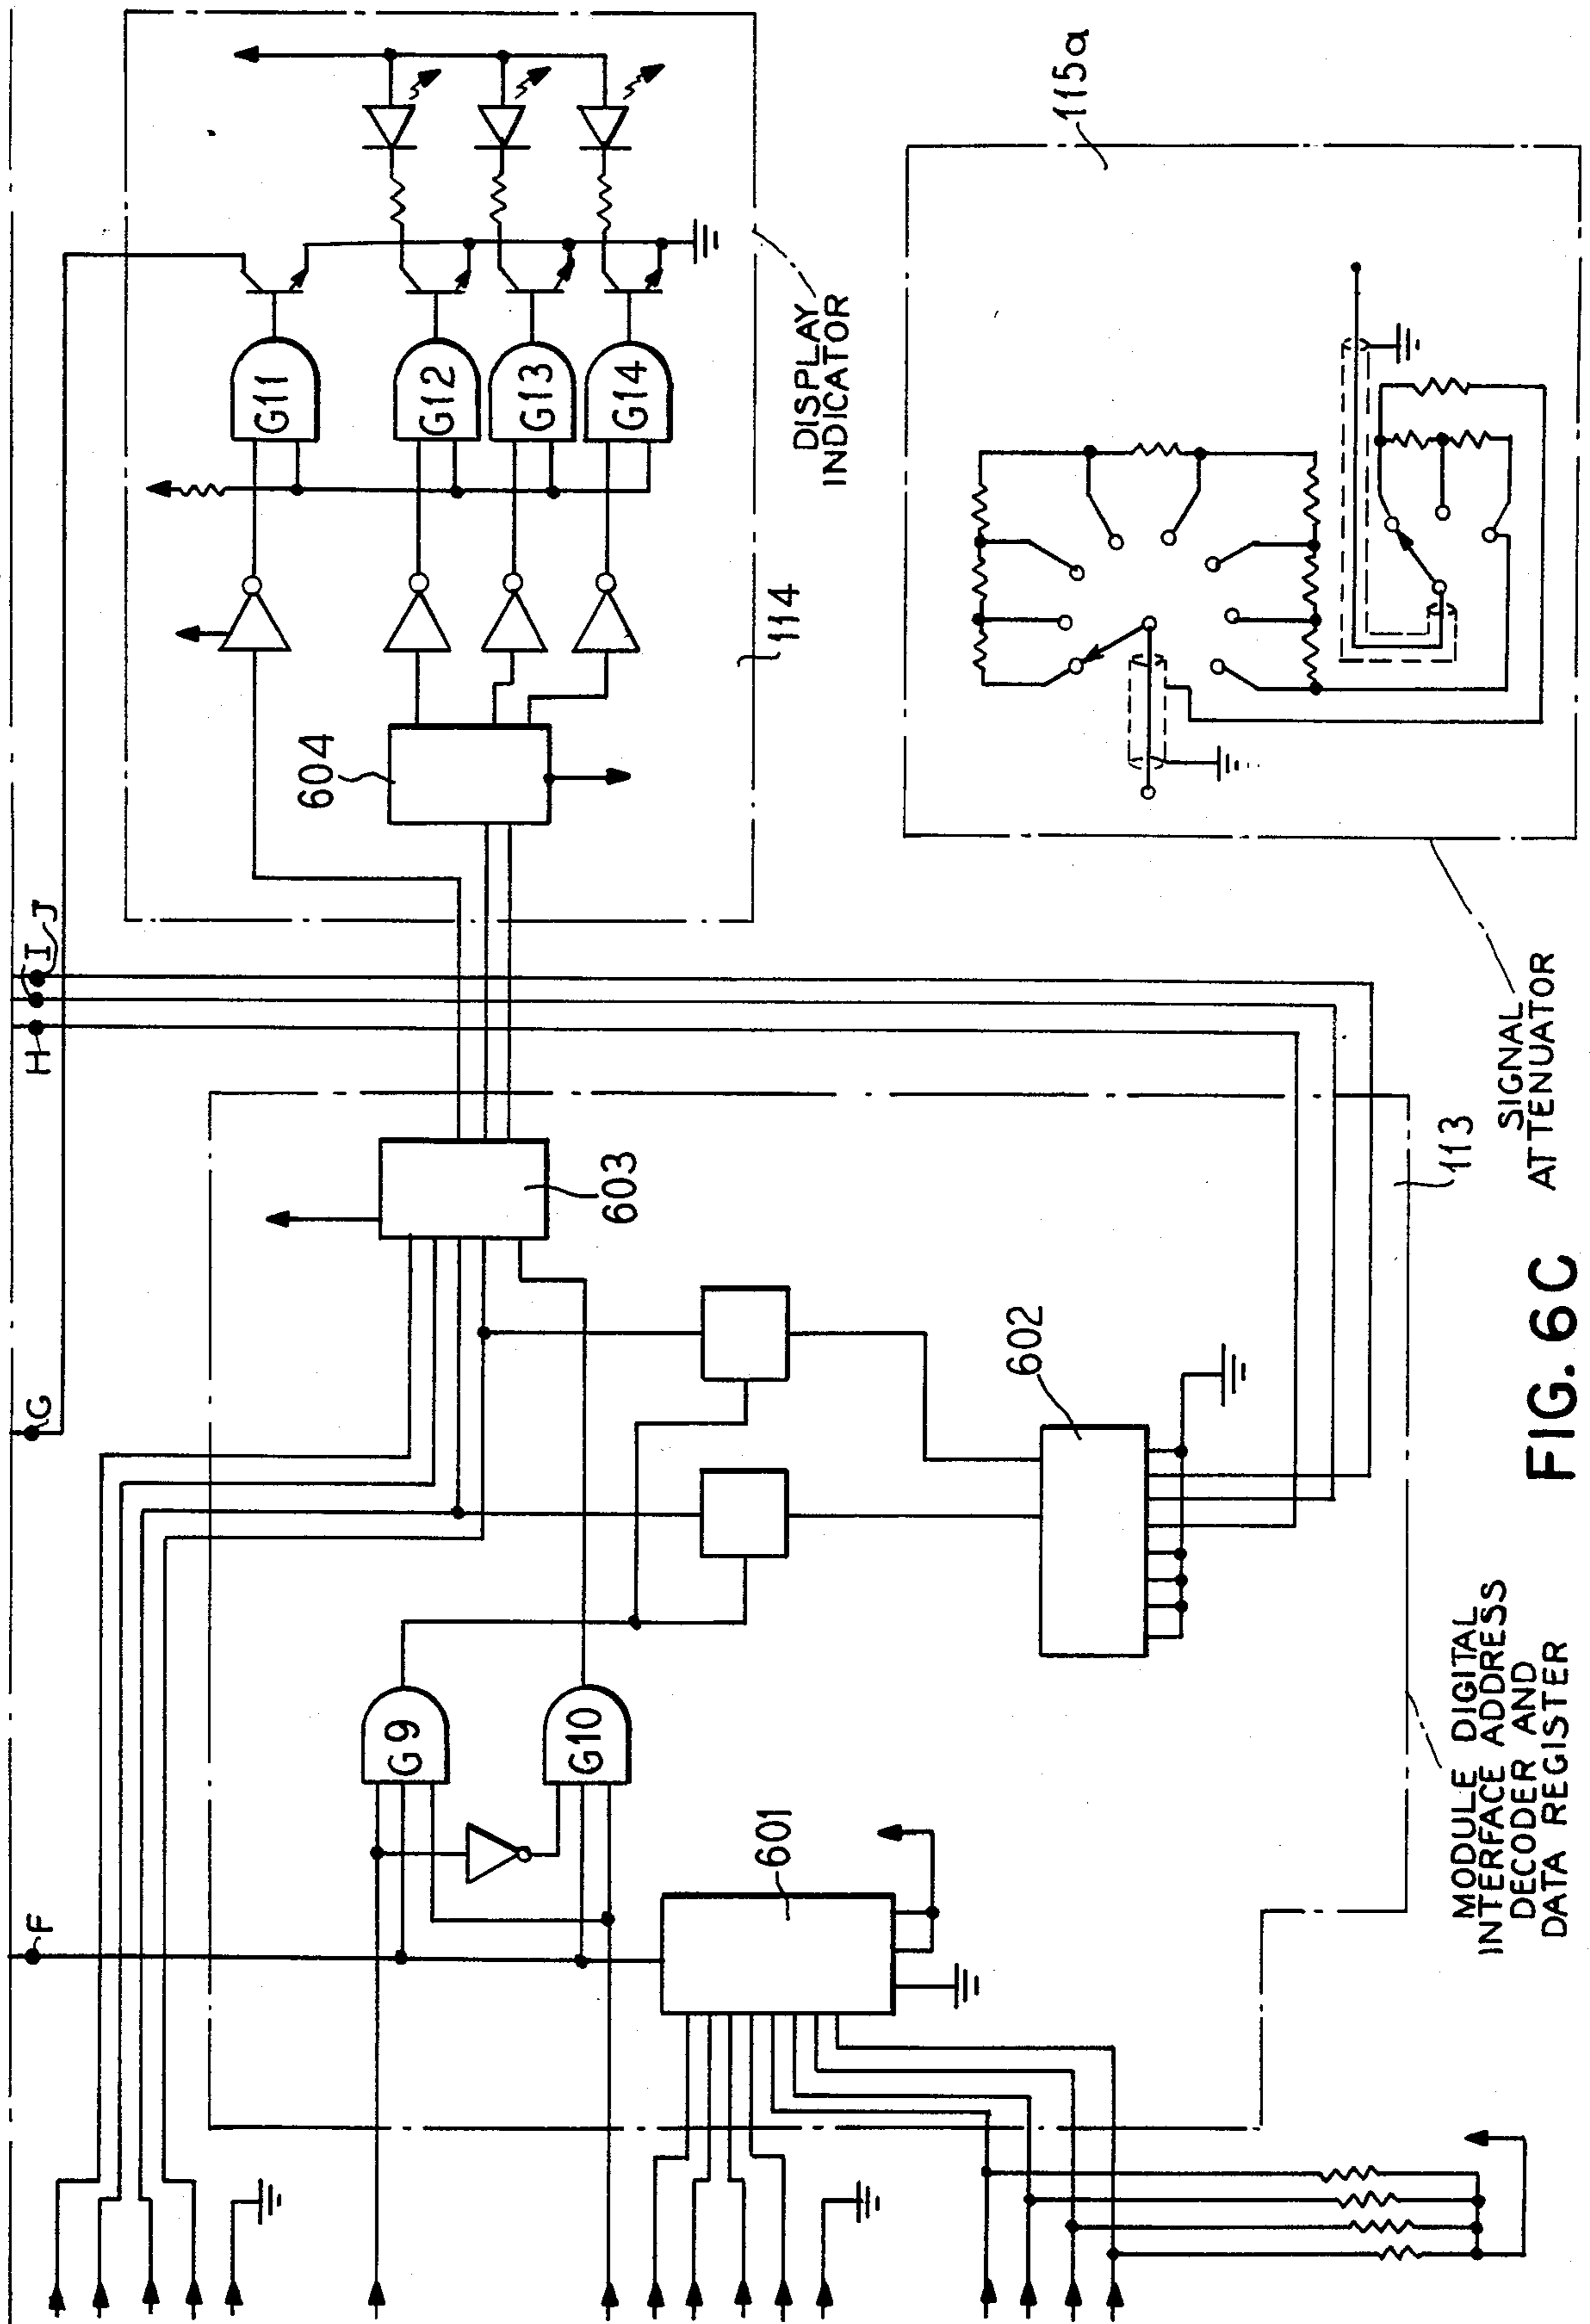 F
G
H
I
J
G9
G10
601
602
603
604
G11
G12
G13
G14
114
DISPLAY
INDICATOR
115a
113
MODULE DIGITAL
INTERFACE ADDRESS
DECODER AND
DATA REGISTER
SIGNAL
ATTENUATOR
FIG. 6C